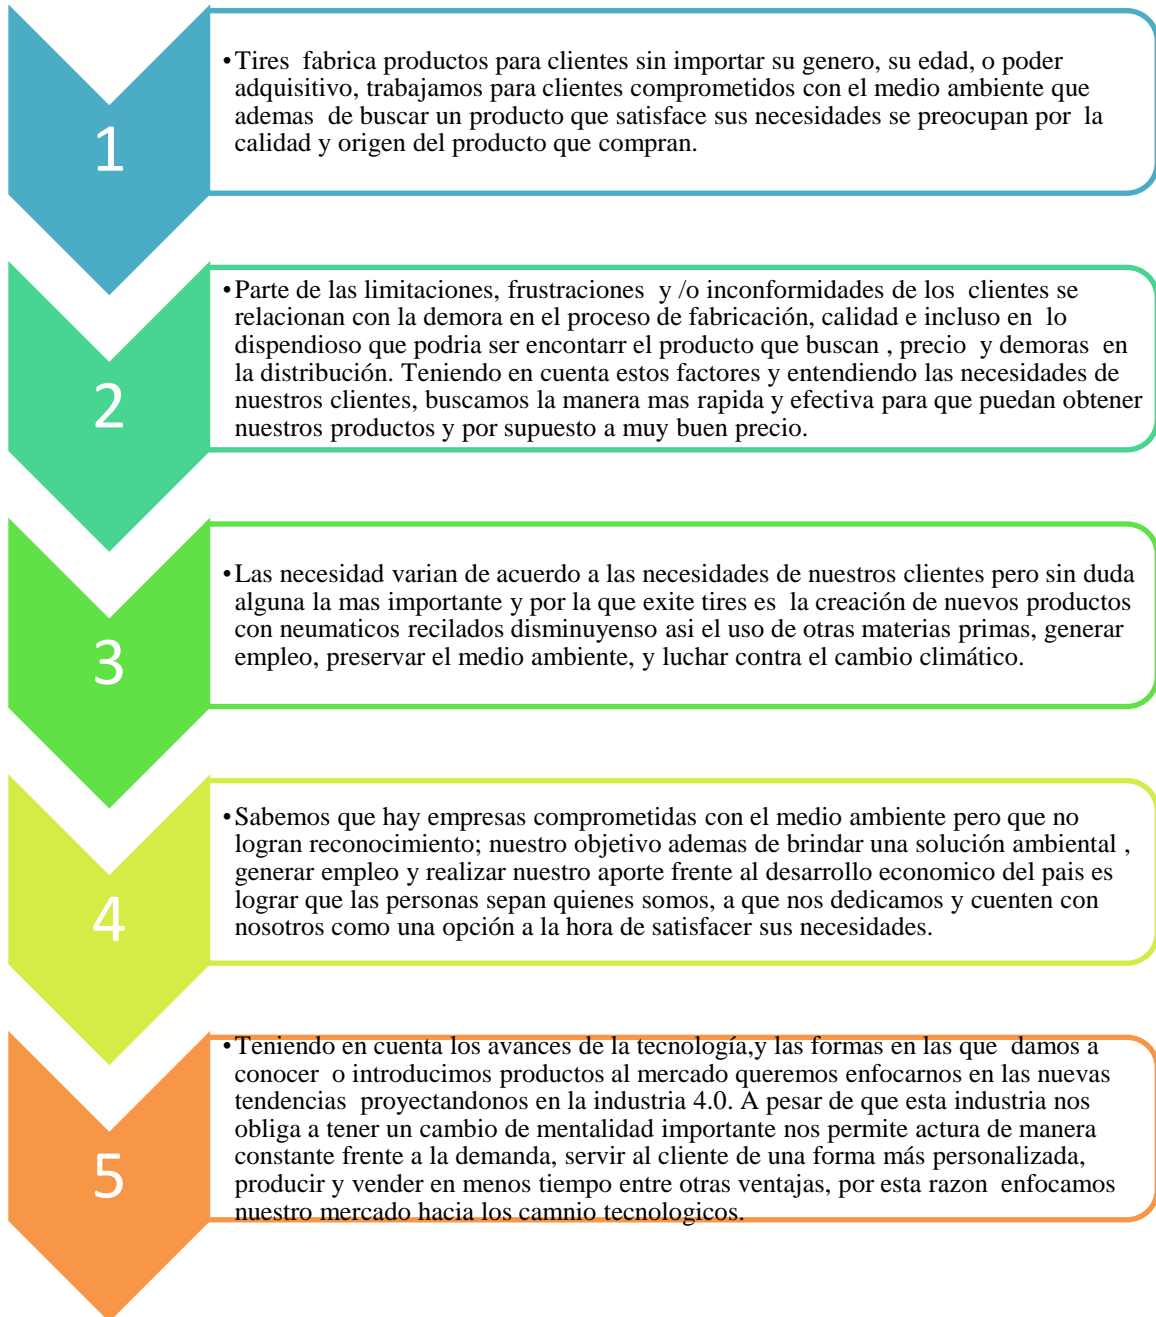 1
•Tires fabrica productos para clientes sin importar su genero, su edad, o poder
adquisitivo, trabajamos para clientes comprometidos con el medio ambiente que
ademas de buscar un producto que satisface sus necesidades se preocupan por la
calidad y origen del producto que compran.
2
•Parte de las limitaciones, frustraciones y /o inconformidades de los clientes se
relacionan con la demora en el proceso de fabricación, calidad e incluso en lo
dispendioso que podria ser encontarr el producto que buscan , precio y demoras en
la distribución. Teniendo en cuenta estos factores y entendiendo las necesidades de
nuestros clientes, buscamos la manera mas rapida y efectiva para que puedan obtener
nuestros productos y por supuesto a muy buen precio.
3
•Las necesidad varian de acuerdo a las necesidades de nuestros clientes pero sin duda
alguna la mas importante y por la que exite tires es la creación de nuevos productos
con neumaticos recilados disminuyenso asi el uso de otras materias primas, generar
empleo, preservar el medio ambiente, y luchar contra el cambio climático.
4
•Sabemos que hay empresas comprometidas con el medio ambiente pero que no
logran reconocimiento; nuestro objetivo ademas de brindar una solución ambiental ,
generar empleo y realizar nuestro aporte frente al desarrollo economico del pais es
lograr que las personas sepan quienes somos, a que nos dedicamos y cuenten con
nosotros como una opción a la hora de satisfacer sus necesidades.
5
•Teniendo en cuenta los avances de la tecnología,y las formas en las que damos a
conocer o introducimos productos al mercado queremos enfocarnos en las nuevas
tendencias proyectandonos en la industria 4.0. A pesar de que esta industria nos
obliga a tener un cambio de mentalidad importante nos permite actura de manera
constante frente a la demanda, servir al cliente de una forma más personalizada,
producir y vender en menos tiempo entre otras ventajas, por esta razon enfocamos
nuestro mercado hacia los camnio tecnologicos.